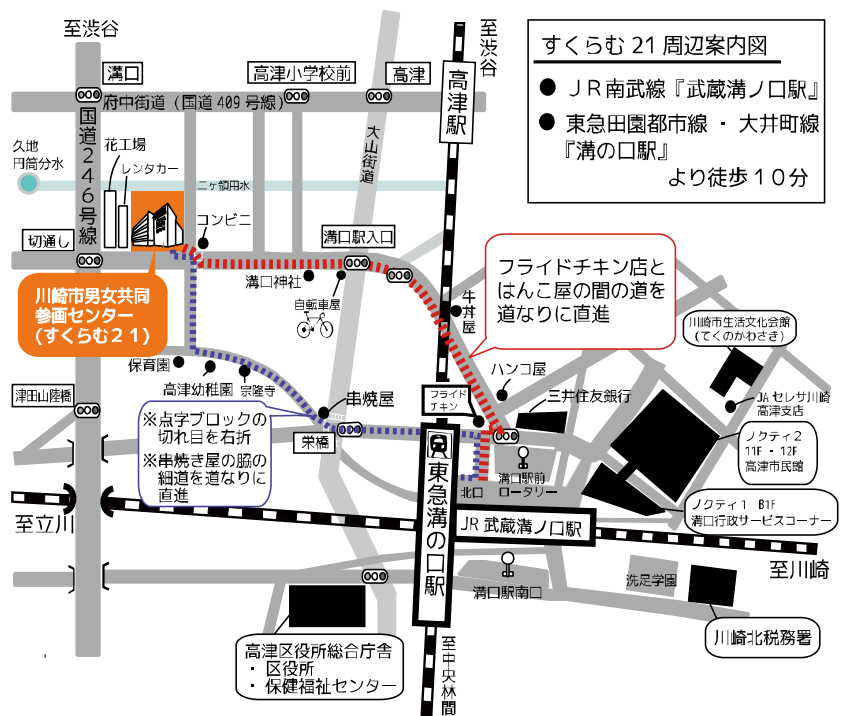 至渋谷
至渋谷
すくらむ21周辺案内図
● JR南武線『武蔵溝ノ口駅』
● 東急田園都市線・大井町線
『溝の口駅』
より徒歩10分
溝口
高津小学校前
高津
高津駅
府中街道(国道409号線)
国道246号線
大山街道
久地
円筒分水
花工場
レンタカー
二ヶ領用水
コンビニ
切通し
溝口駅入口
溝口神社
自転車屋
川崎市男女共同
参画センター
(すくらむ21)
フライドチキン店と
はんこ屋の間の道を
道なりに直進
牛丼屋
川崎市生活文化会館
(てくのかわさき)
保育園
高津幼稚園
宗隆寺
ハンコ屋
津田山陸橋
串焼屋
フライド
チキン
三井住友銀行
JAセレサ川崎
高津支店
※点字ブロックの
切れ目を右折
※串焼き屋の脇の
細道を道なりに
直進
栄橋
ノクティ2
11F・12F
高津市民館
溝口駅前
ロータリー
北口
ノクティ1 B1F
溝口行政サービスコーナー
至立川
東急溝の口駅
JR武蔵溝ノ口駅
至川崎
溝口駅南口
洗足学園
川崎北税務署
高津区役所総合庁舎
・区役所
・保健福祉センター
至中央林間